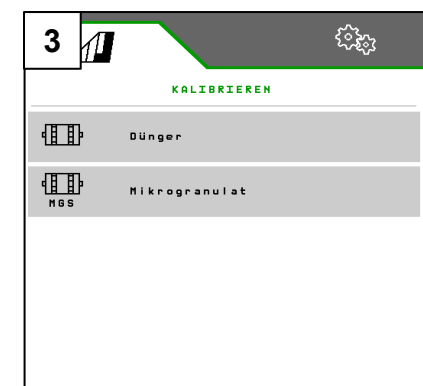 3
KALIBRIEREN
Dünger
MGS
Mikrogranulat